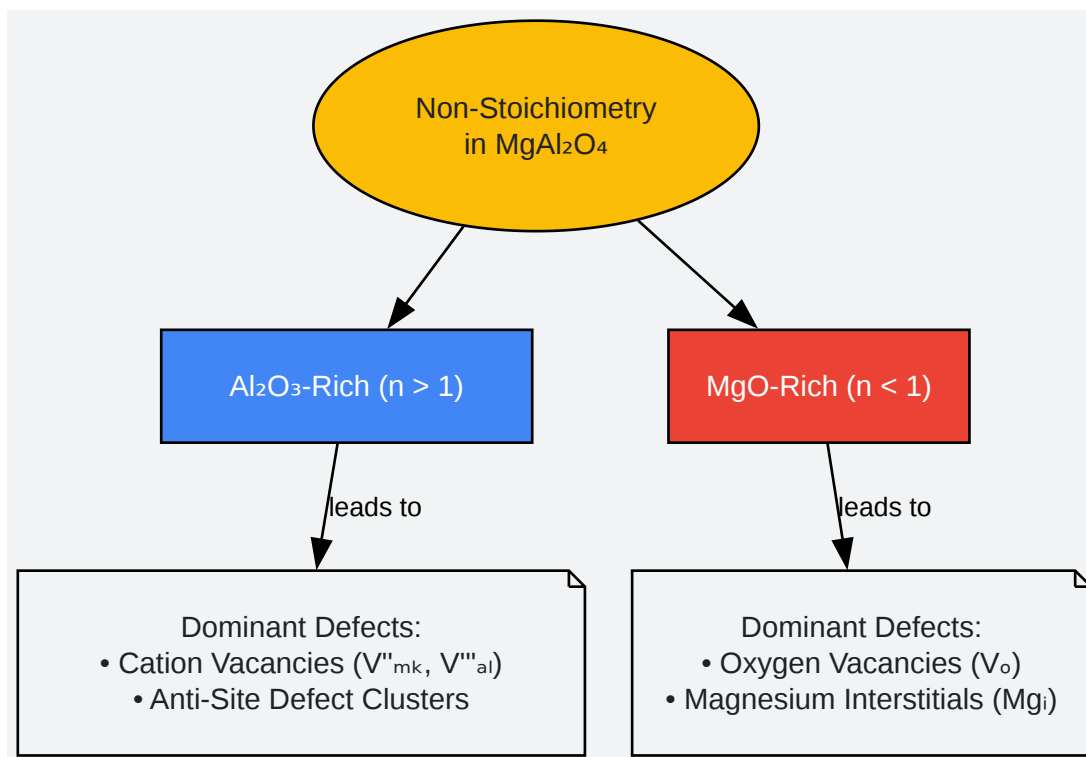 Non-Stoichiometry
in MgAl₂O₄
Al₂O₃-Rich (n > 1)
MgO-Rich (n < 1)
leads to
leads to
Dominant Defects:
• Cation Vacancies (V''ₘₖ, V'''ₐₗ)
• Anti-Site Defect Clusters
Dominant Defects:
• Oxygen Vacancies (Vₒ)
• Magnesium Interstitials (Mgᵢ)